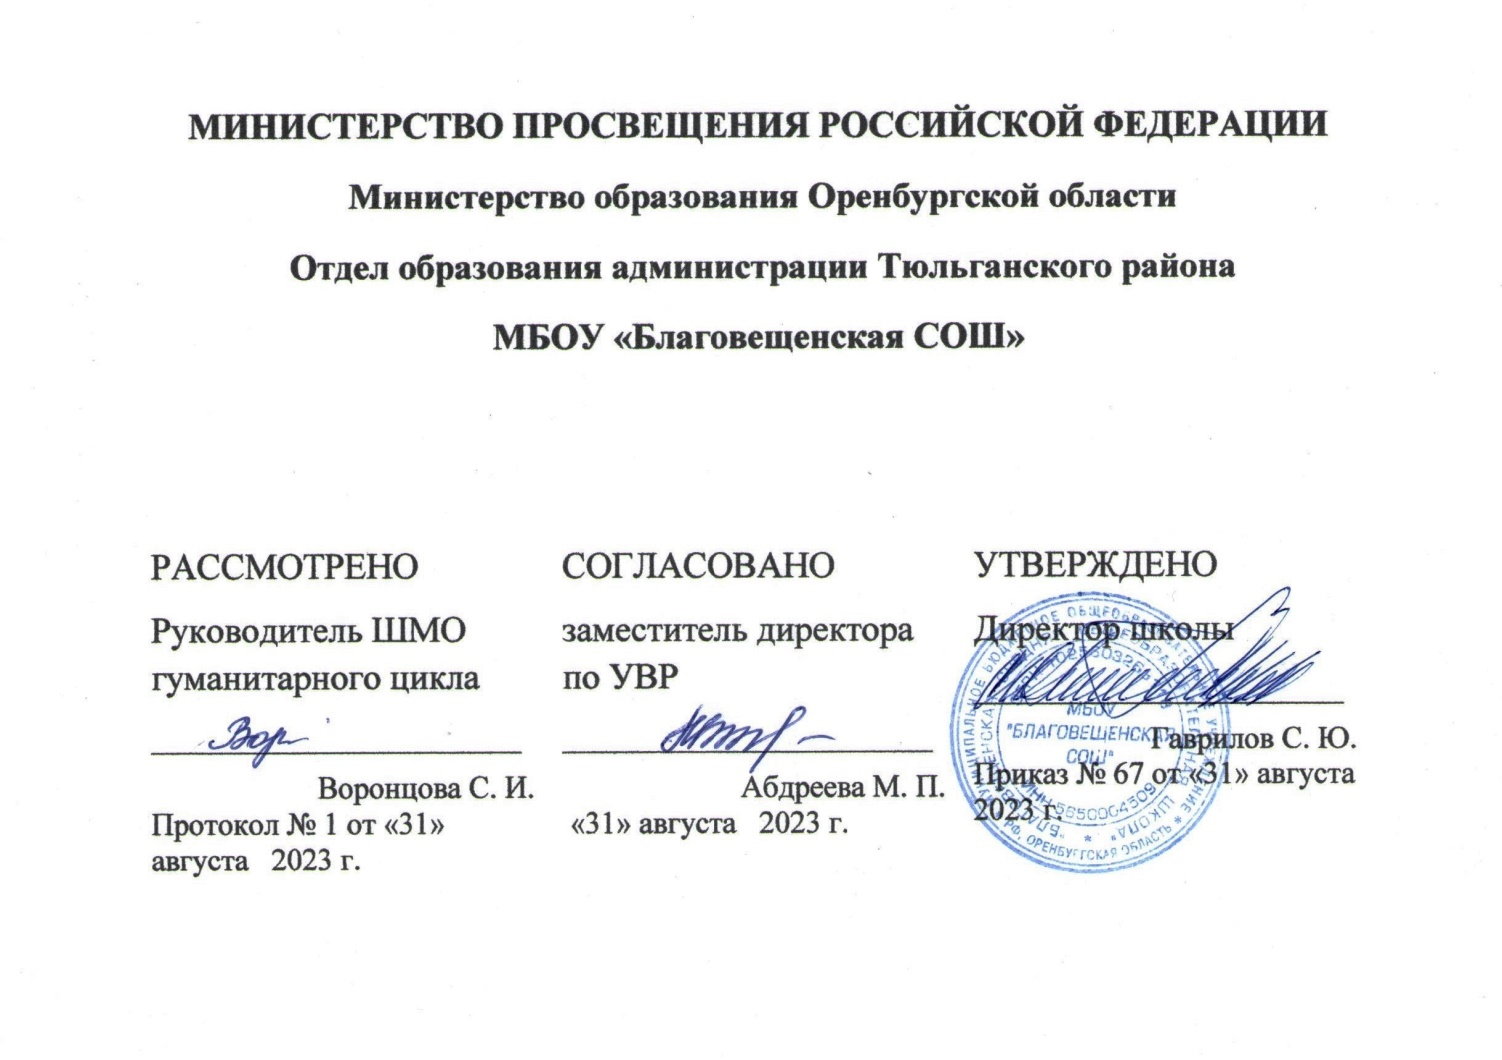 МИНИСТЕРСТВО ПРОСВЕЩЕНИЯ РОССИЙСКОЙ ФЕДЕРАЦИИ
Министерство образования Оренбургской области
Отдел образования администрации Тюльганского района
МБОУ «Благовещенская СОШ»
РАССМОТРЕНО
Руководитель ШМО
гуманитарного цикла
Вор
Воронцова С. И.
Протокол № 1 от «31»
августа 2023 г.
СОГЛАСОВАНО
заместитель директора
по УВР
Абдреева М. П.
«31» августа 2023 г.
УТВЕРЖДЕНО
Директор школы
Гаврилов С. Ю.
Приказ № 67 от «31» августа
2023 г.
МБОУ
"БЛАГОВЕЩЕНСКАЯ
СОШ"
РФ, ОРЕНБУРГСКАЯ ОБЛАСТЬ